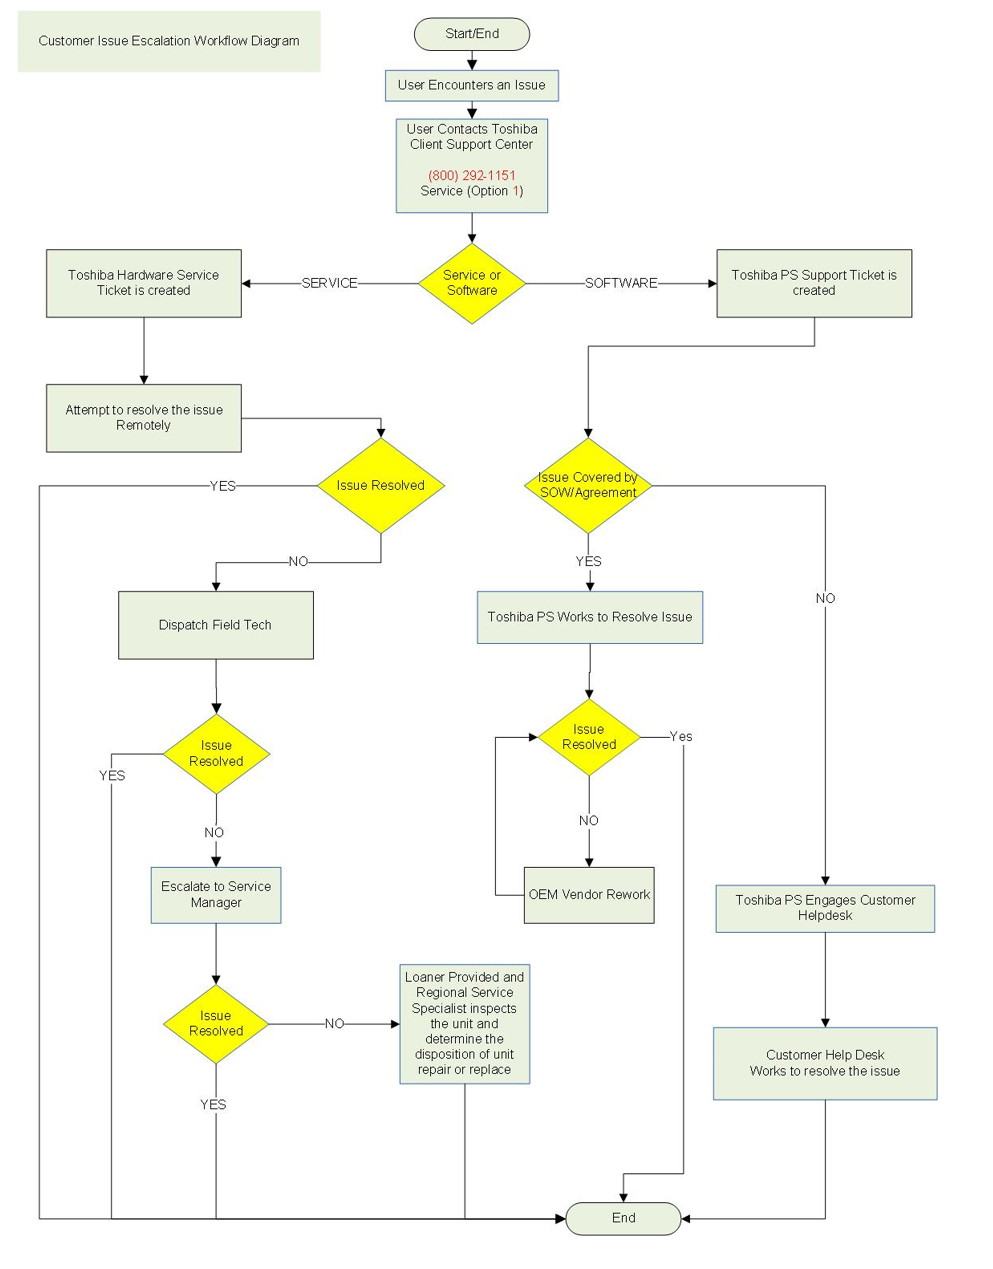 Customer Issue Escalation Workflow Diagram
Start/End
User Encounters an Issue
User Contacts Toshiba
Client Support Center
(800) 292-1151
Service (Option 1)
Toshiba Hardware Service
Ticket is created
SERVICE
Service or
Software
SOFTWARE
Toshiba PS Support Ticket is
created
Attempt to resolve the issue
Remotely
YES
Issue Resolved
Issue Covered by
SOW/Agreement
NO
YES
NO
Dispatch Field Tech
Toshiba PS Works to Resolve Issue
Issue
Resolved
YES
Issue
Resolved
Yes
NO
NO
Escalate to Service
Manager
OEM Vendor Rework
Toshiba PS Engages Customer
Helpdesk
Issue
Resolved
NO
Loaner Provided and
Regional Service
Specialist inspects
the unit and
determine the
disposition of unit
repair or replace
Customer Help Desk
Works to resolve the issue
YES
End